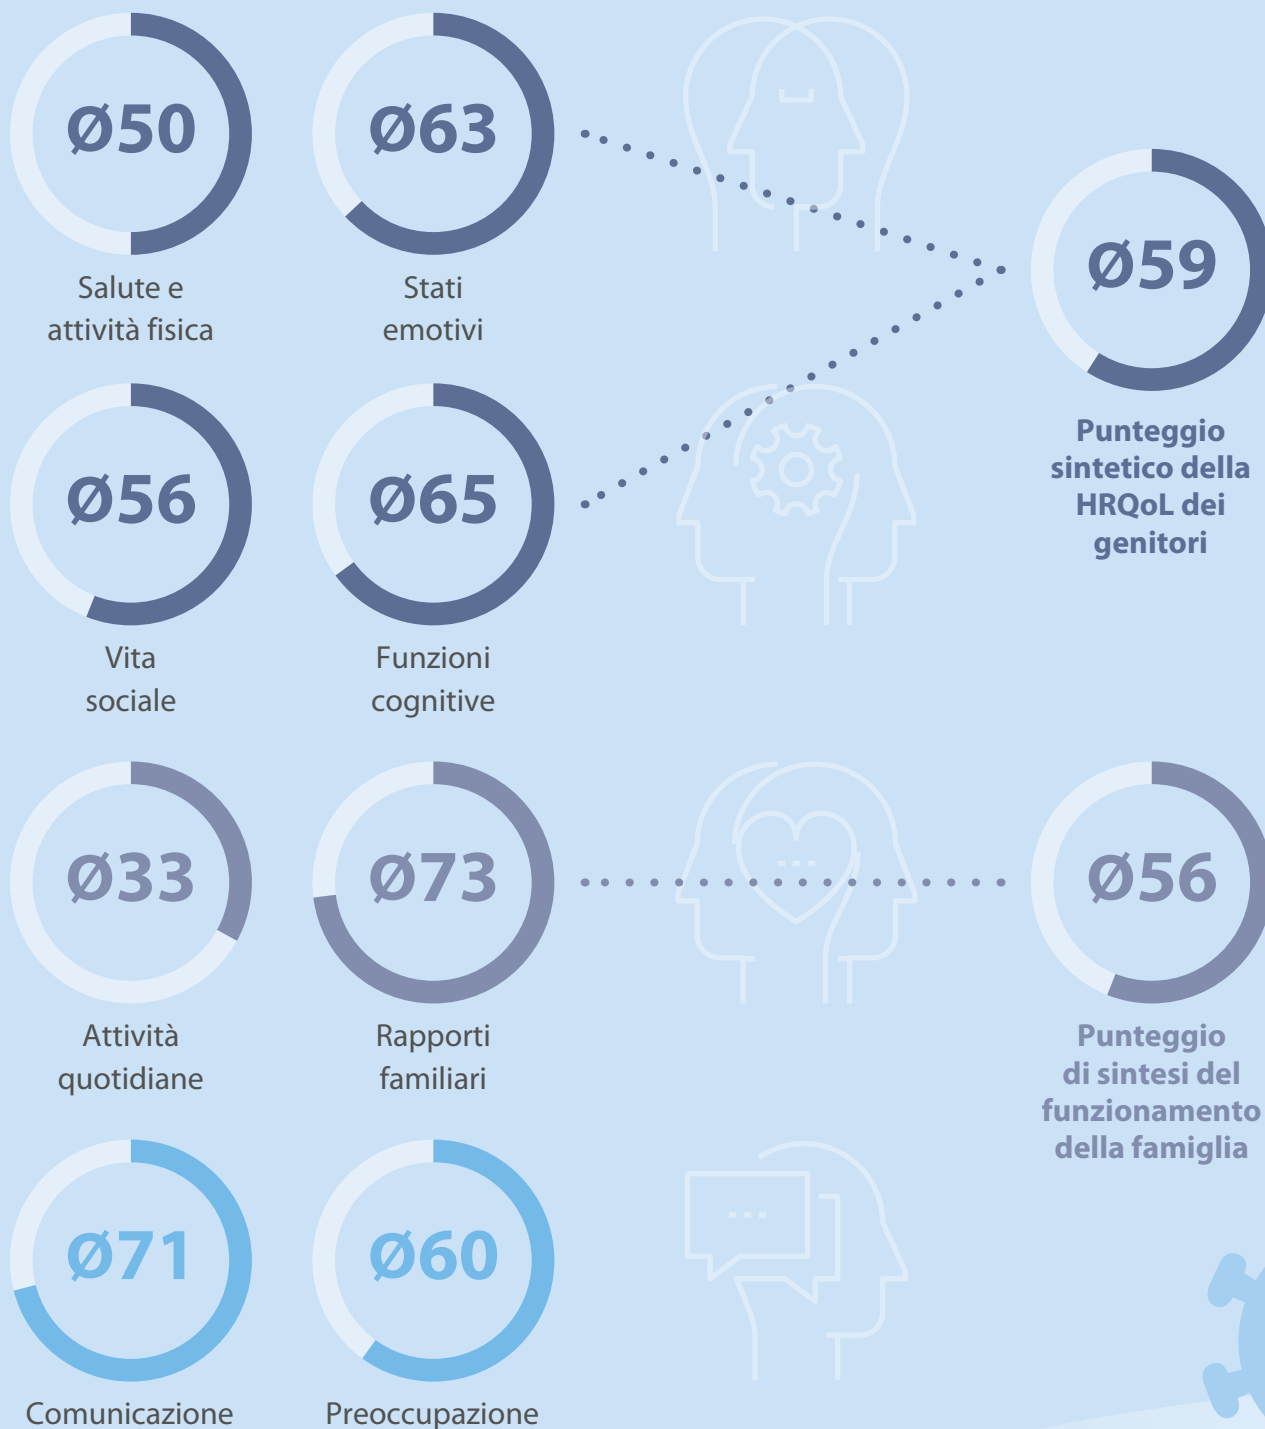 Ø50
Salute e
attività fisica
Ø63
Stati
emotivi
Ø59
Punteggio
sintetico della
HRQoL dei
genitori
Ø56
Vita
sociale
Ø65
Funzioni
cognitive
Ø33
Attività
quotidiane
Ø73
Rapporti
familiari
Ø56
Punteggio
di sintesi del
funzionamento
della famiglia
Ø71
Comunicazione
Ø60
Preoccupazione